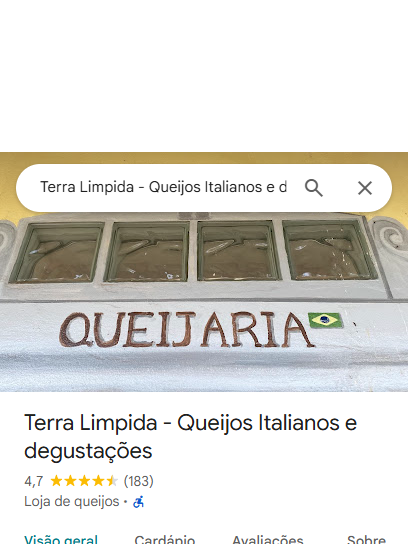 Terra Limpida - Queijos Italianos e d
QUEIJARIA
Terra Limpida - Queijos Italianos e
degustações
4,7 (183)
Loja de queijos ·
Visão geral Cardápio Avaliações Sobre